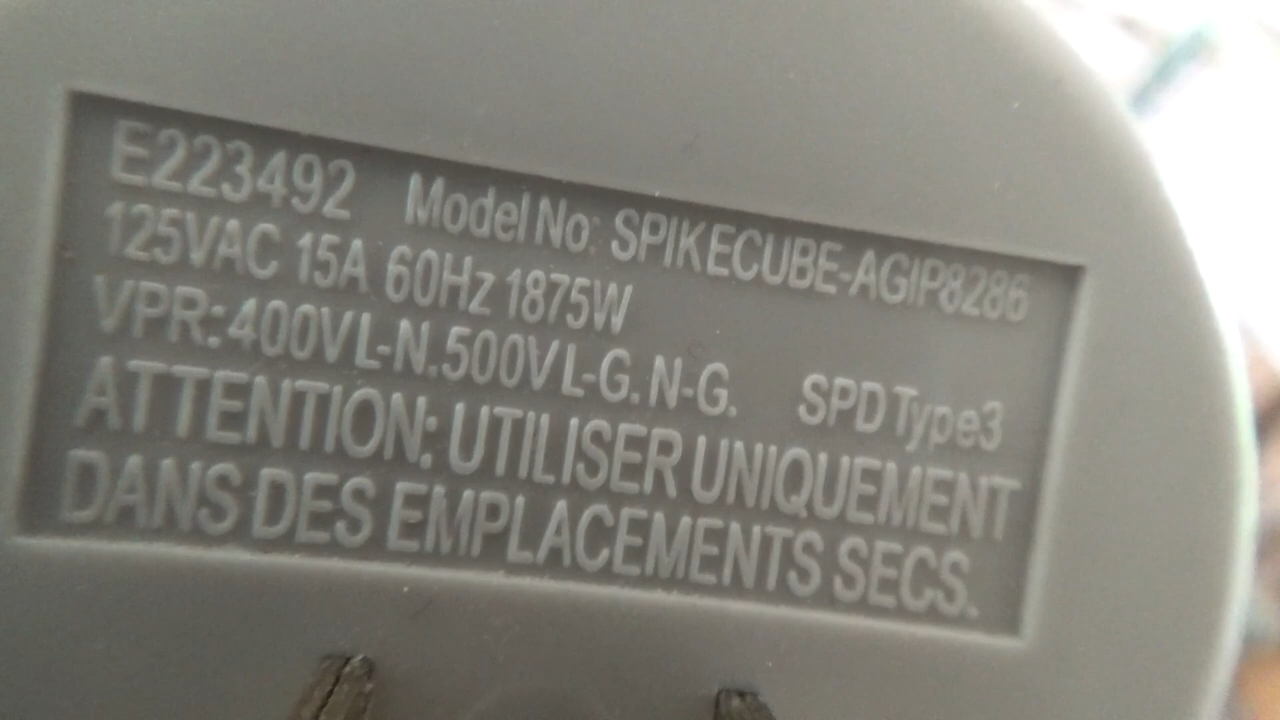 E223492 Model No: SPIKECUBE-AGIP8286
125VAC 15A 60Hz 1875W
VPR:400VL-N.500VL-G.N-G. SPD Type3
ATTENTION: UTILISER UNIQUEMENT
DANS DES EMPLACEMENTS SECS.